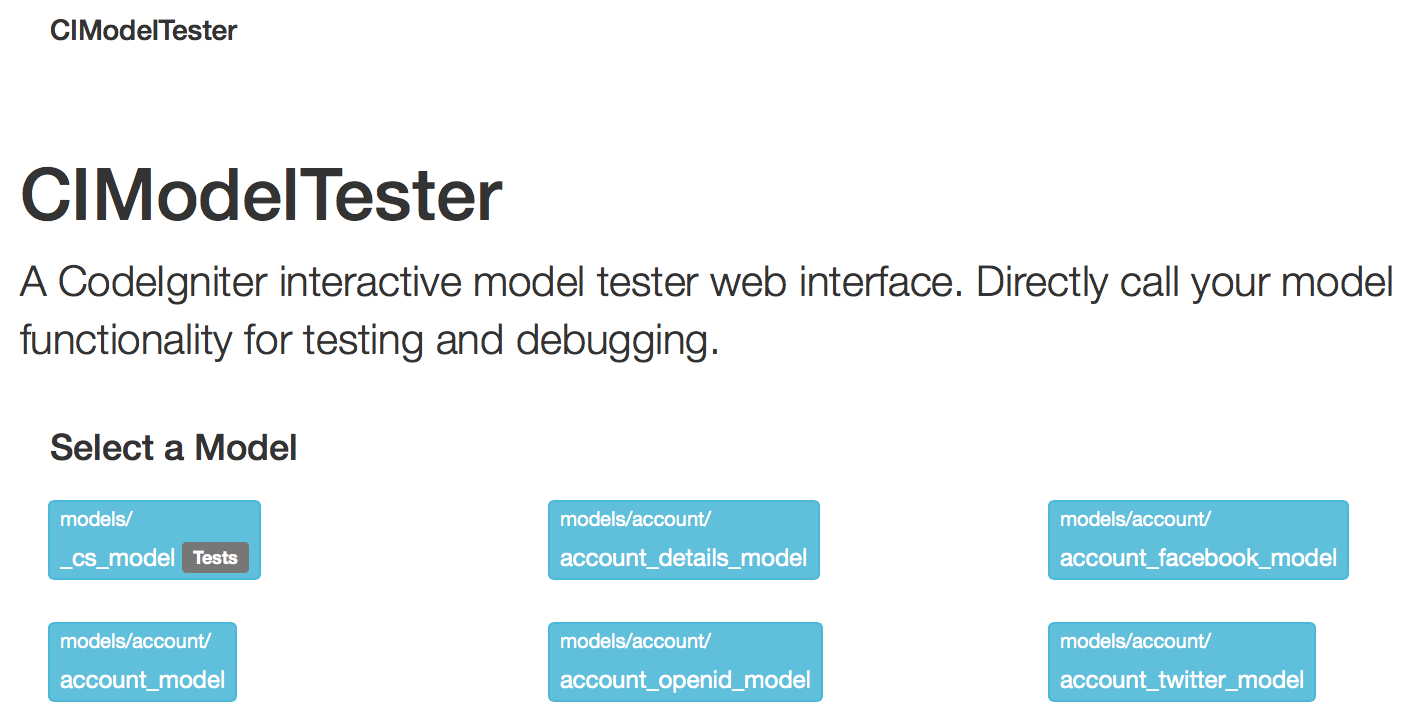 CIModelTester
CIModelTester
A CodeIgniter interactive model tester web interface. Directly call your model
functionality for testing and debugging.
Select a Model
models/
_cs_model Tests
models/account/
account_details_model
models/account/
account_facebook_model
models/account/
account_model
models/account/
account_openid_model
models/account/
account_twitter_model